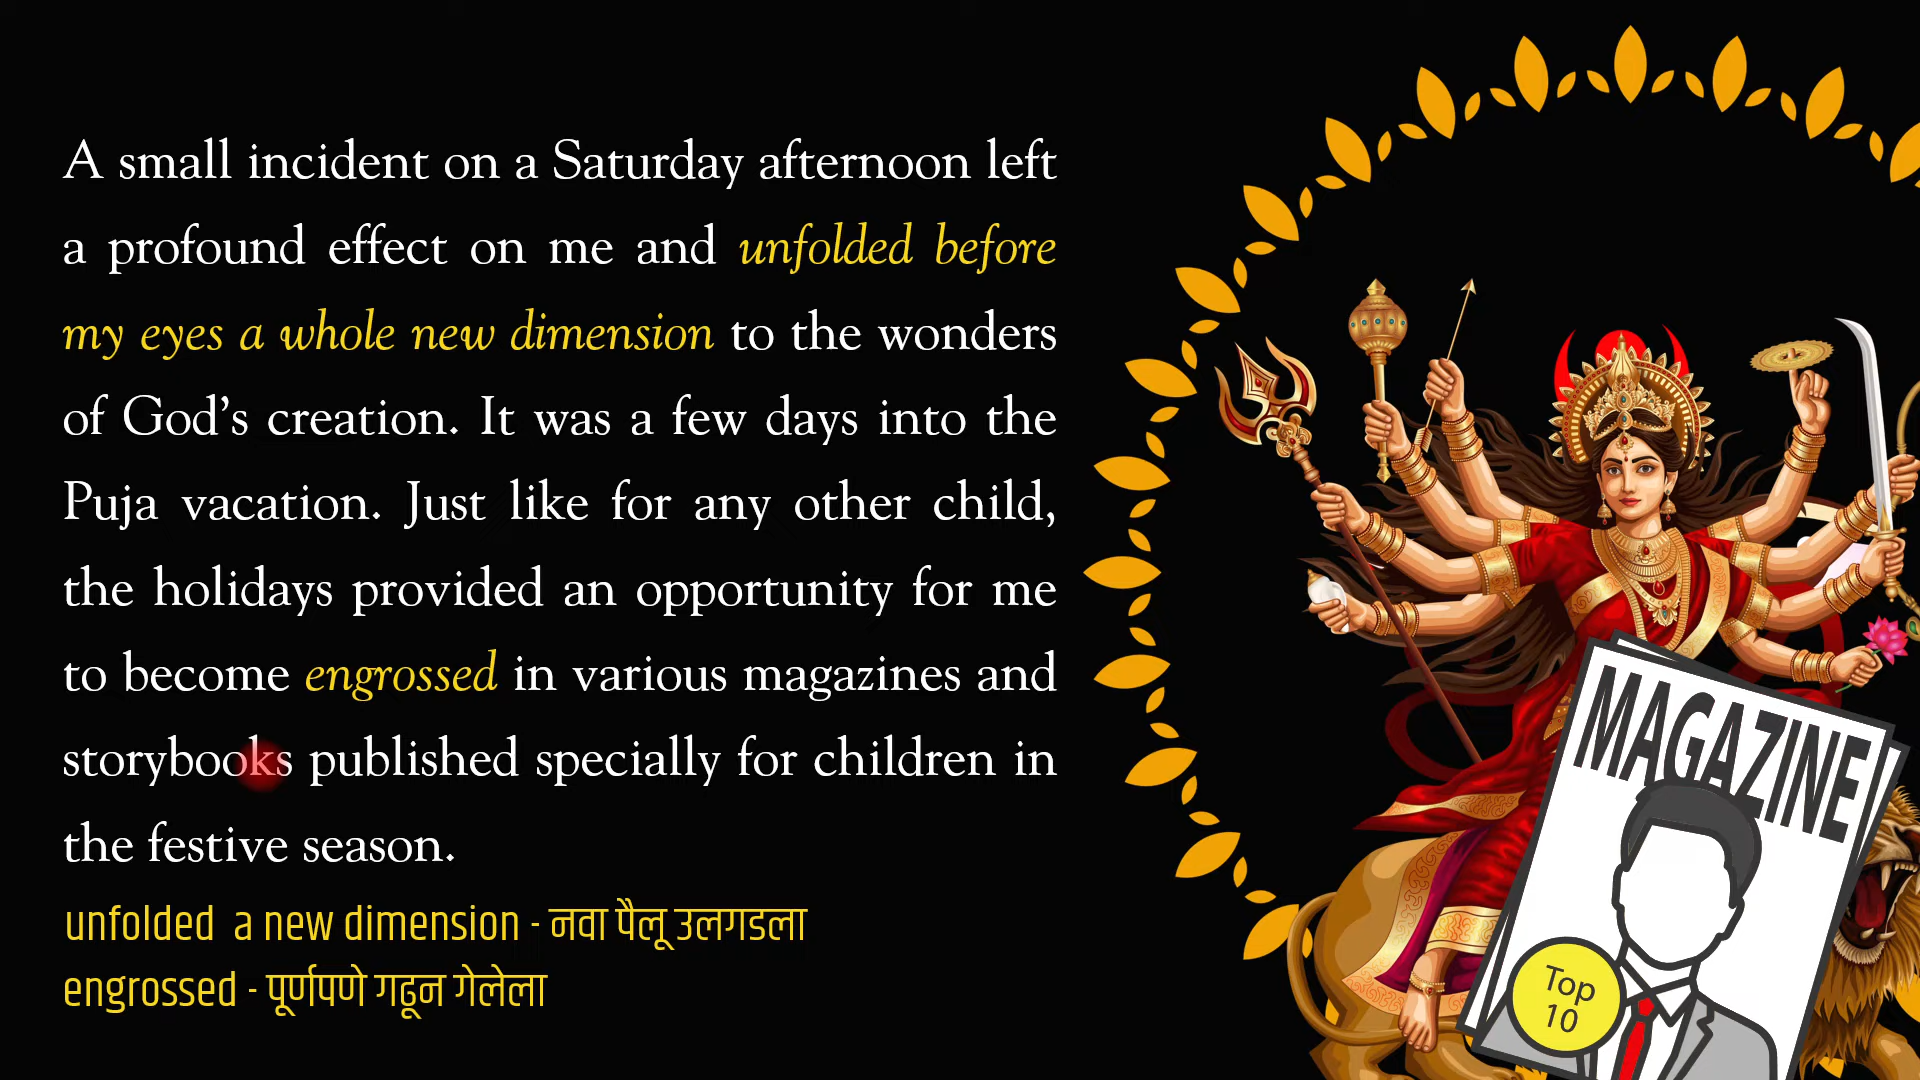 A small incident on a Saturday afternoon left
a profound effect on me and unfolded before
my eyes a whole new dimension to the wonders
of God's creation. It was a few days into the
Puja vacation. Just like for any other child,
the holidays provided an opportunity for me
to become engrossed in various magazines and
storybooks published specially for children in
the festive season.
unfolded a new dimension - नवा पैलू उलगडला
engrossed - पूर्णपणे गढून गेलेला
MAGAZINE
Top
10